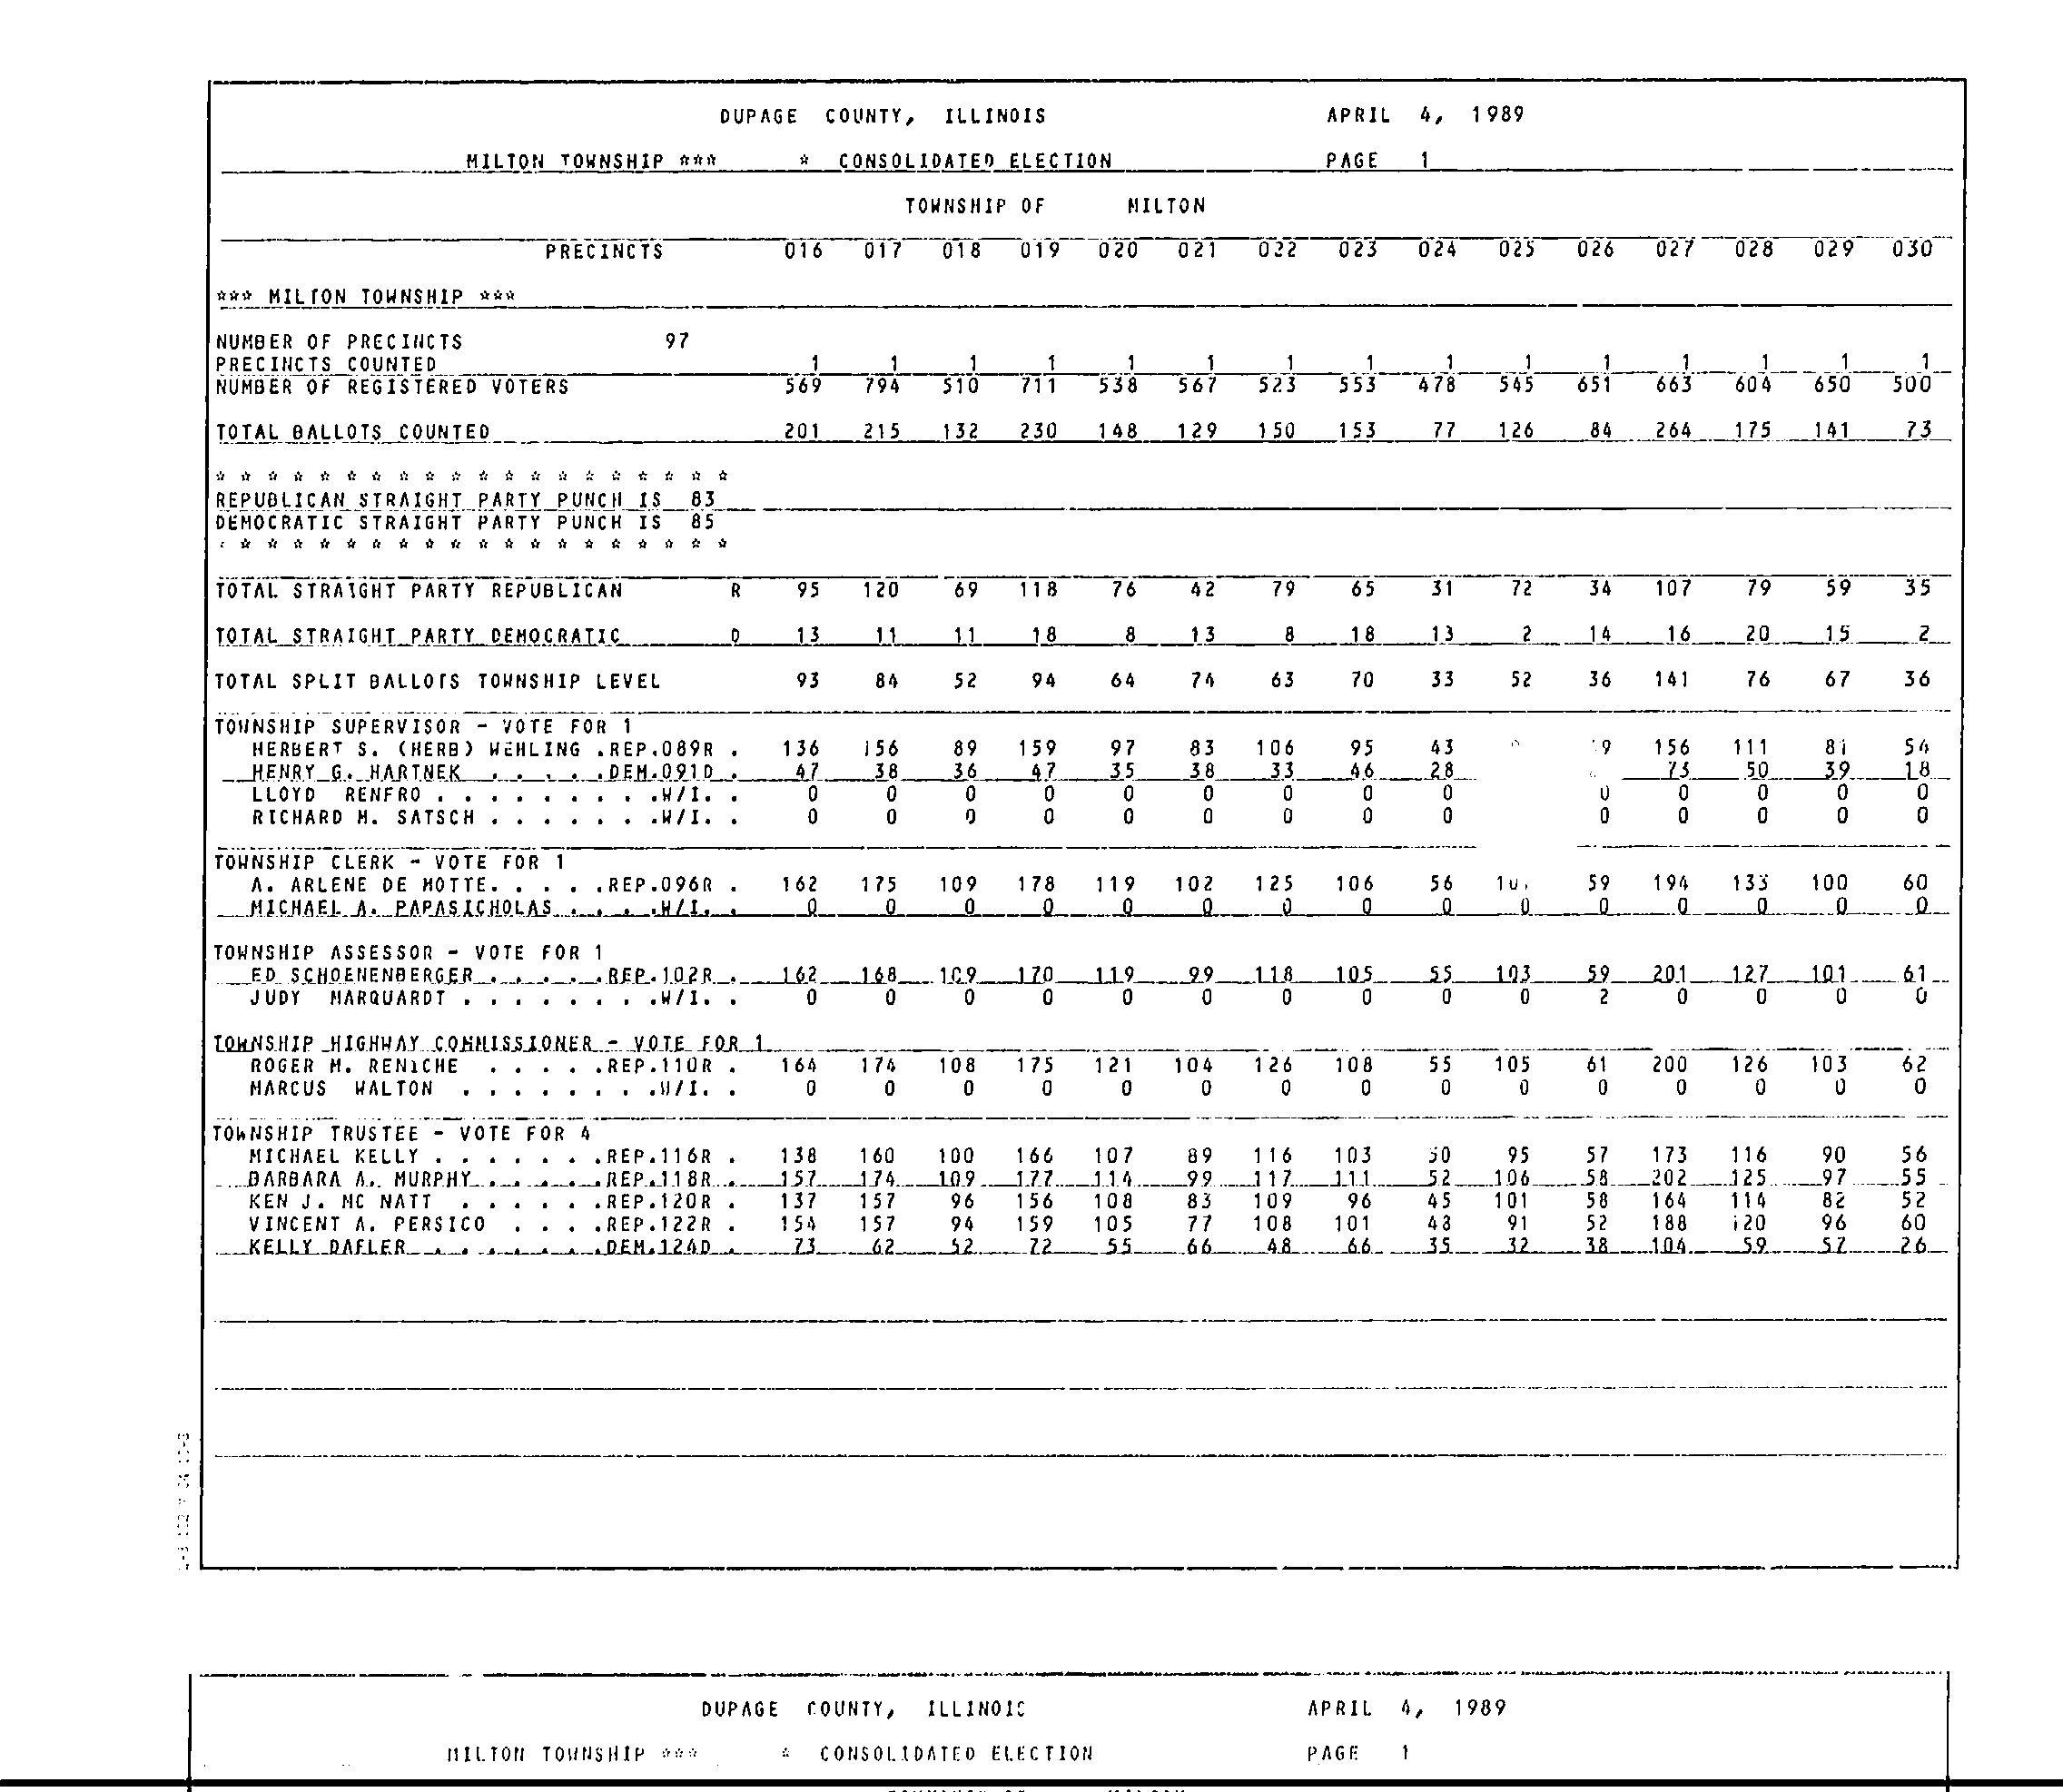 DUPAGE COUNTY, ILLINOIS APRIL 4, 1989
MILTON TOWNSHIP *** * CONSOLIDATED ELECTION PAGE 1
TOWNSHIP OF MILTON
PRECINCTS 016 017 018 019 020 021 022 023 024 025 026 027 028 029 030
*** MILTON TOWNSHIP ***
NUMBER OF PRECINCTS 97
PRECINCTS COUNTED 1 1 1 1 1 1 1 1 1 1 1 1 1 1 1
NUMBER OF REGISTERED VOTERS 569 794 510 711 538 567 523 553 478 545 651 663 604 650 500
TOTAL BALLOTS COUNTED 201 215 132 230 148 129 150 153 77 126 84 264 175 141 73
* * * * * * * * * * * * * * * * * * * *
REPUBLICAN STRAIGHT PARTY PUNCH IS 83
DEMOCRATIC STRAIGHT PARTY PUNCH IS 85
* * * * * * * * * * * * * * * * * * *
TOTAL STRAIGHT PARTY REPUBLICAN R 95 120 69 118 76 42 79 65 31 72 34 107 79 59 35
TOTAL STRAIGHT PARTY DEMOCRATIC D 13 11 11 18 8 13 8 18 13 2 14 16 20 15 2
TOTAL SPLIT BALLOTS TOWNSHIP LEVEL 93 84 52 94 64 74 63 70 33 52 36 141 76 67 36
TOWNSHIP SUPERVISOR - VOTE FOR 1
HERBERT S. (HERB) WEHLING .REP.089R . 136 156 89 159 97 83 106 95 43 156 111 81 54
HENRY G. HARTNEK . . . . .DEM.091D . 47 38 36 47 35 38 33 46 28 73 50 39 18
LLOYD RENFRO . . . . . . . . .W/I. . 0 0 0 0 0 0 0 0 0 0 0 0 0 0
RICHARD M. SATSCH . . . . . . .W/I. . 0 0 0 0 0 0 0 0 0 0 0 0 0 0
TOWNSHIP CLERK - VOTE FOR 1
A. ARLENE DE MOTTE. . . . .REP.096R . 162 175 109 178 119 102 125 106 56 59 194 133 100 60
MICHAEL A. PAPASICHOLAS . . . .W/I. . 0 0 0 0 0 0 0 0 0 0 0 0 0 0 0
TOWNSHIP ASSESSOR - VOTE FOR 1
ED SCHOENENBERGER . . . . .REP.102R . 162 168 109 170 119 99 118 105 55 103 59 201 127 101 61
JUDY MARQUARDT . . . . . . . .W/I. . 0 0 0 0 0 0 0 0 0 0 2 0 0 0 0
TOWNSHIP HIGHWAY COMMISSIONER - VOTE FOR 1
ROGER M. RENICHE . . . . .REP.110R . 164 174 108 175 121 104 126 108 55 105 61 200 126 103 62
MARCUS WALTON . . . . . . . .W/I. . 0 0 0 0 0 0 0 0 0 0 0 0 0 0 0
TOWNSHIP TRUSTEE - VOTE FOR 4
MICHAEL KELLY . . . . . . .REP.116R . 138 160 100 166 107 89 116 103 50 95 57 173 116 90 56
BARBARA A. MURPHY . . . . .REP.118R . 157 174 109 177 114 99 117 111 52 106 58 202 125 97 55
KEN J. MC NATT . . . . . .REP.120R . 137 157 96 156 108 83 109 96 45 101 58 164 114 82 52
VINCENT A. PERSICO . . . .REP.122R . 154 157 94 159 105 77 108 101 48 91 52 188 120 96 60
KELLY DAFLER . . . . . . .DEM.124D . 73 62 52 72 55 66 48 66 35 32 38 104 59 57 26
DUPAGE COUNTY, ILLINOIS APRIL 4, 1989
MILTON TOWNSHIP *** * CONSOLIDATED ELECTION PAGE 1